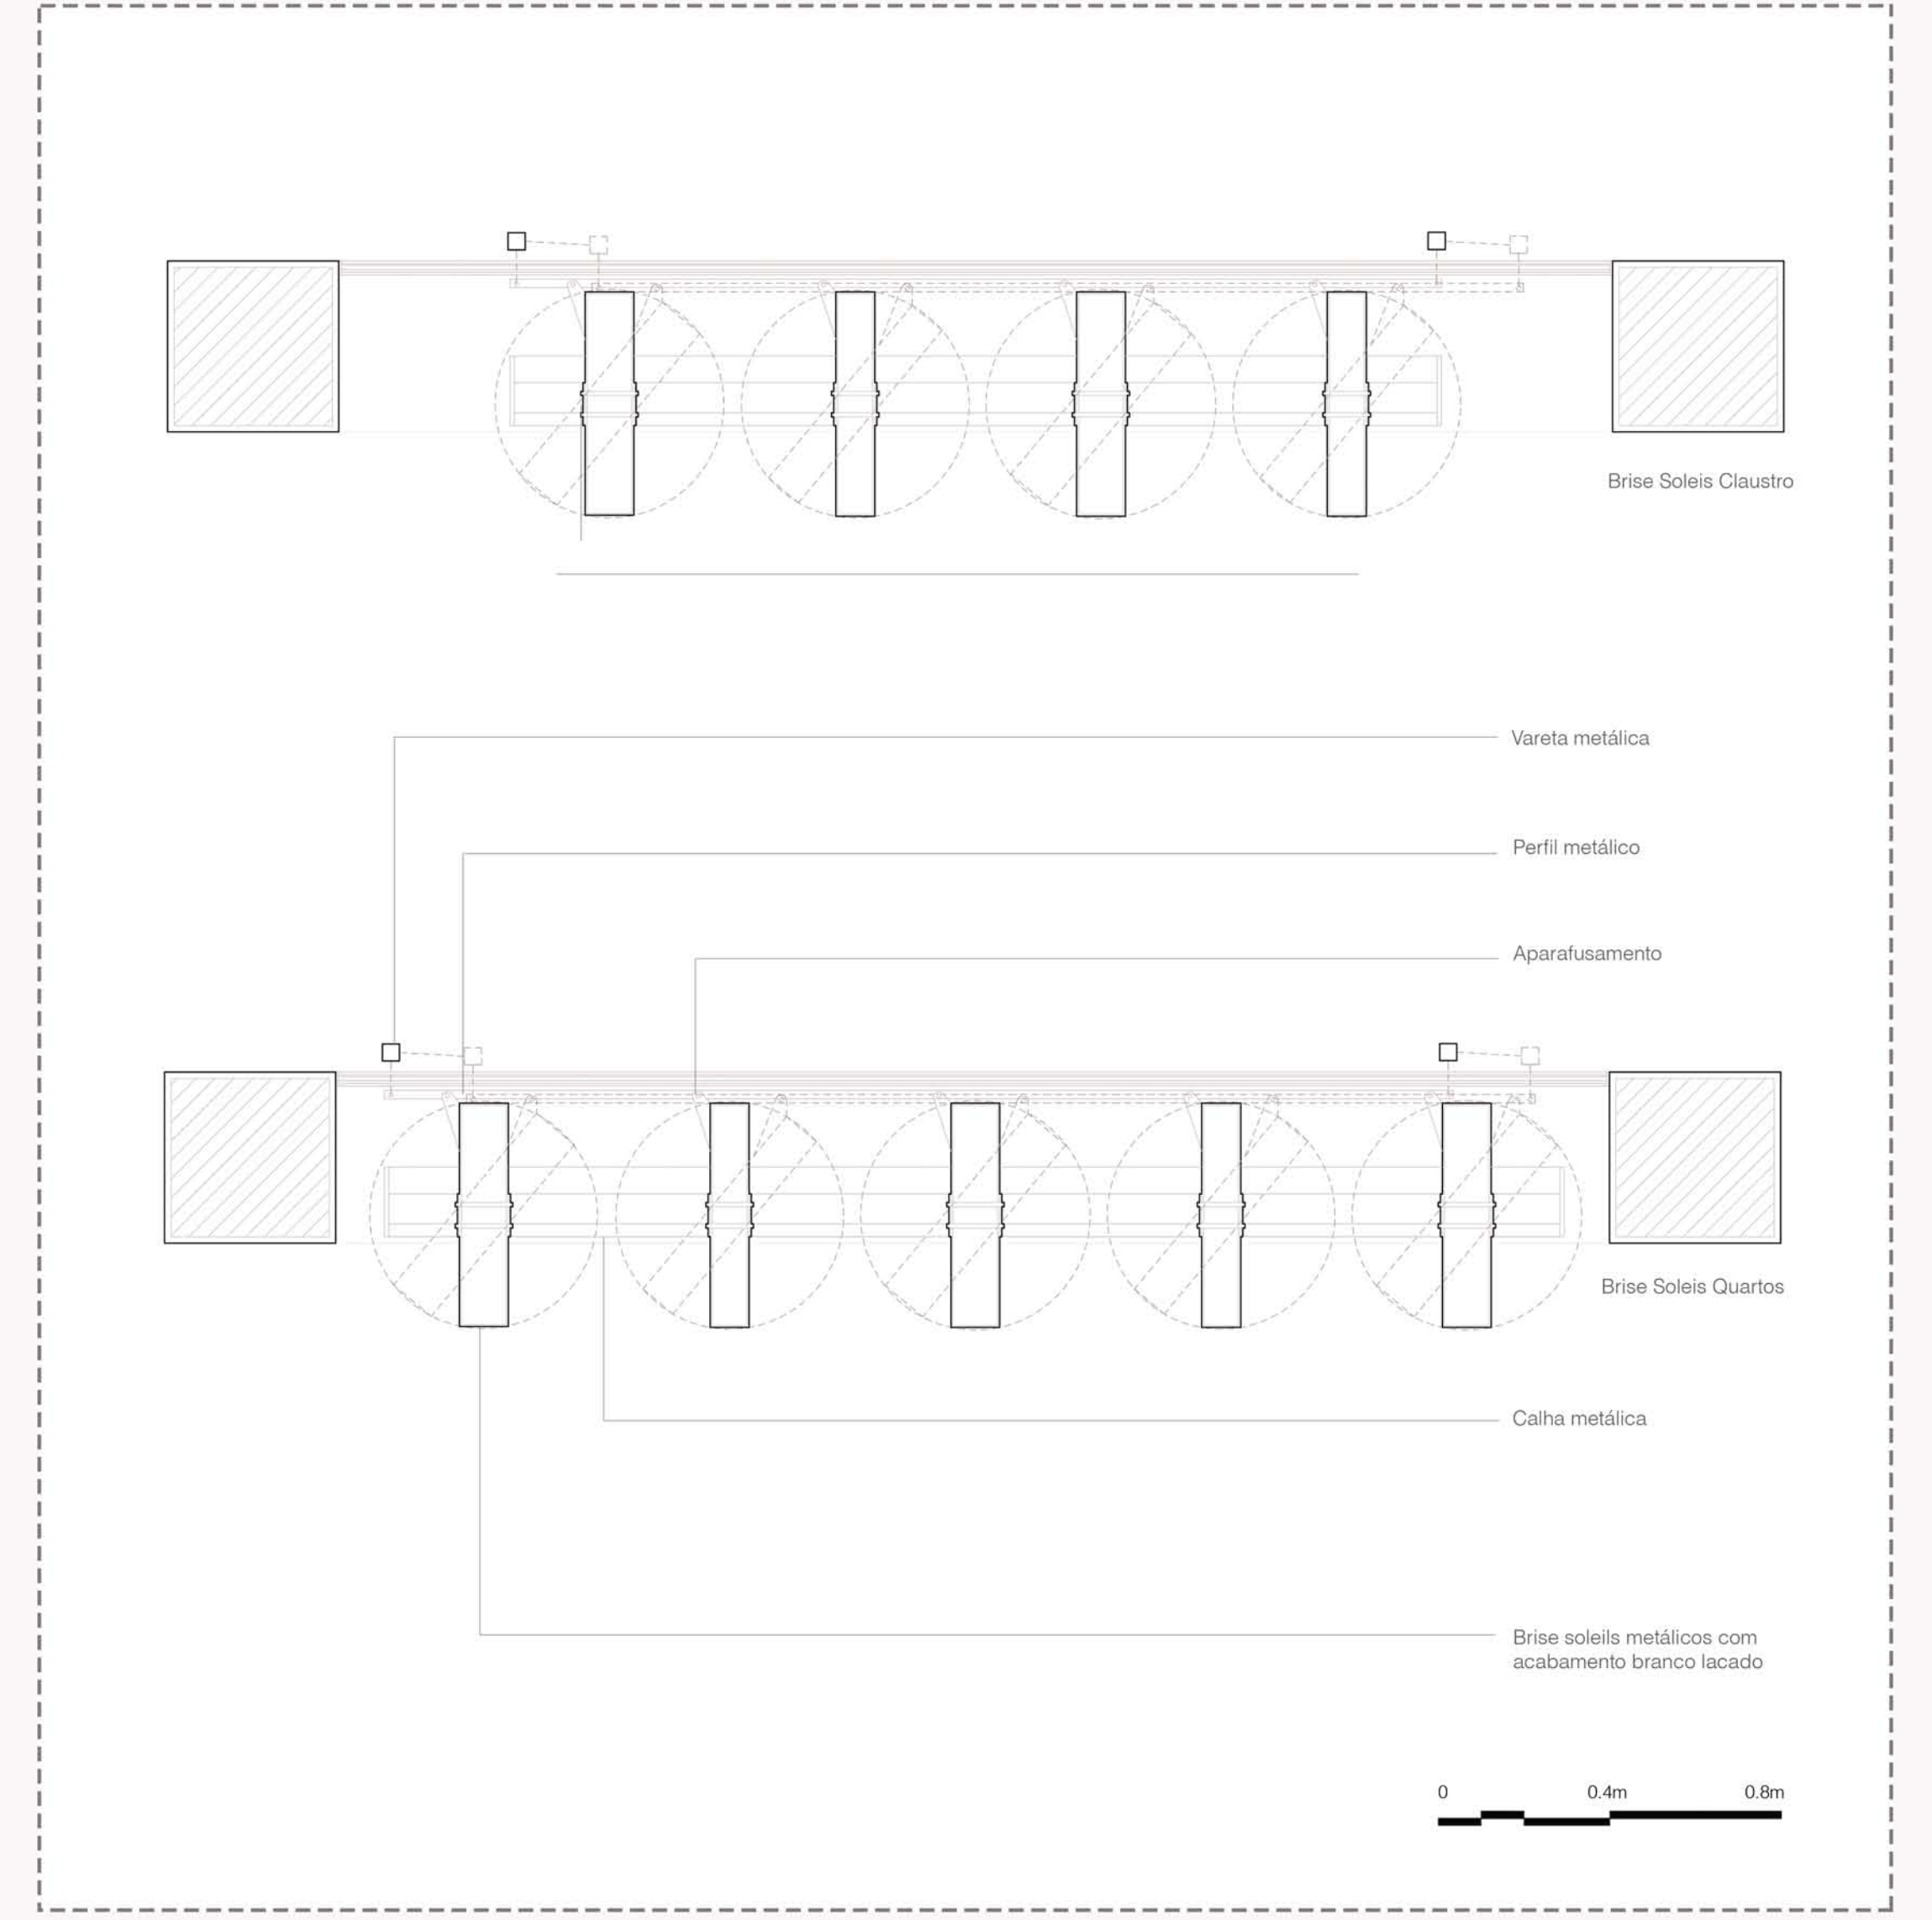 Brise Soleis Claustro
Vareta metálica
Perfil metálico
Aparafusamento
Brise Soleis Quartos
Calha metálica
Brise soleils metálicos com
acabamento branco lacado
0 0.4m 0.8m